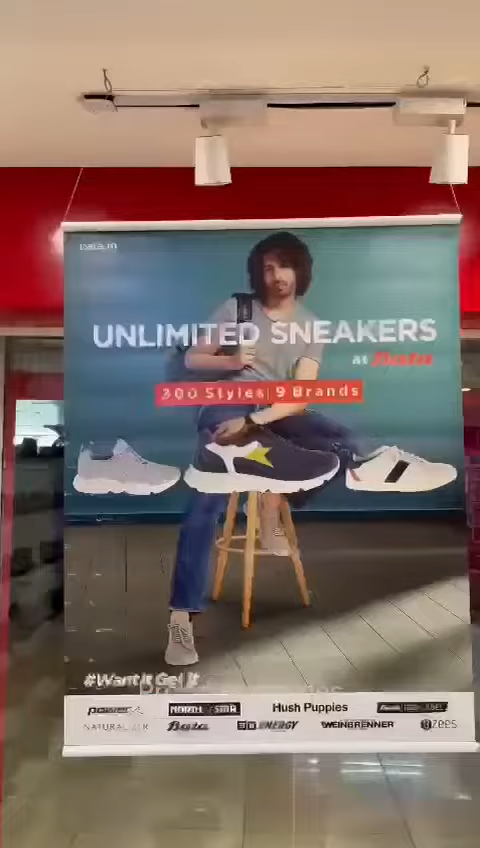 bata.in
UNLIMITED SNEAKERS
at Bata
300 Styles | 9 Brands
#Want It Get It
POWER NORTH STAR Hush Puppies
NATURALIZER Bata ENERGY WEINBRENNER